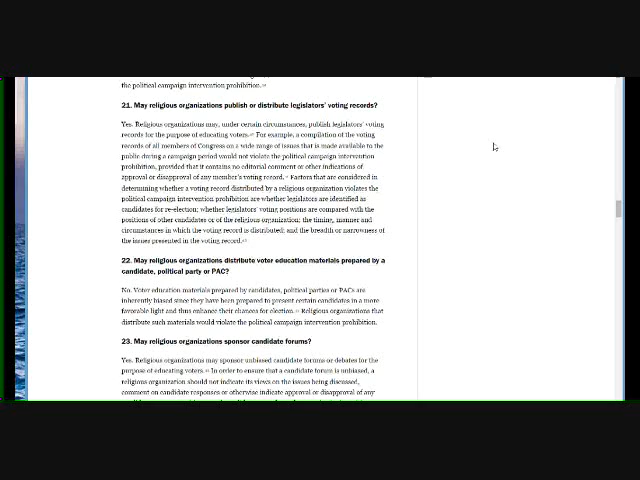 the political campaign intervention prohibition.
21. May religious organizations publish or distribute legislators' voting records?
Yes. Religious organizations may, under certain circumstances, publish legislators' voting
records for the purpose of educating voters. For example, a compilation of the voting
records of all members of Congress on a wide range of issues that is made available to the
public during a campaign period would not violate the political campaign intervention
prohibition, provided that it contains no editorial comment or other indications of
approval or disapproval of any member's voting record. Factors that are considered in
determining whether a voting record distributed by a religious organization violates the
political campaign intervention prohibition are whether legislators are identified as
candidates for re-election; whether legislators' voting positions are compared with the
positions of other candidates or of the religious organization; the timing, manner and
circumstances in which the voting record is distributed; and the breadth or narrowness of
the issues presented in the voting record.
22. May religious organizations distribute voter education materials prepared by a
candidate, political party or PAC?
No. Voter education materials prepared by candidates, political parties or PACs are
inherently biased since they have been prepared to present certain candidates in a more
favorable light and thus enhance their chances for election. Religious organizations that
distribute such materials would violate the political campaign intervention prohibition.
23. May religious organizations sponsor candidate forums?
Yes. Religious organizations may sponsor unbiased candidate forums or debates for the
purpose of educating voters. In order to ensure that a candidate forum is unbiased, a
religious organization should not indicate its views on the issues being discussed,
comment on candidate responses or otherwise indicate approval or disapproval of any